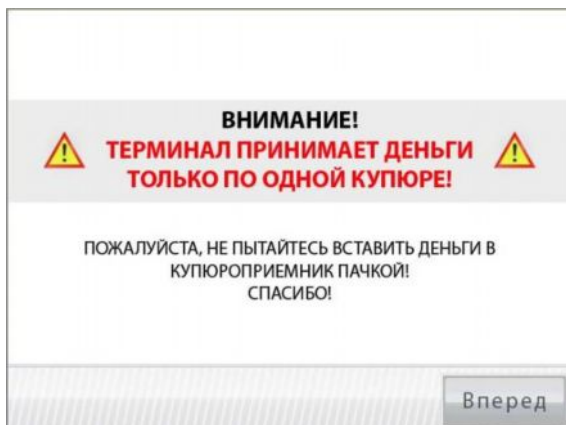 ВНИМАНИЕ!
ТЕРМИНАЛ ПРИНИМАЕТ ДЕНЬГИ
ТОЛЬКО ПО ОДНОЙ КУПЮРЕ!
ПОЖАЛУЙСТА, НЕ ПЫТАЙТЕСЬ ВСТАВИТЬ ДЕНЬГИ В
КУПЮРОПРИЕМНИК ПАЧКОЙ!
СПАСИБО!
Вперед